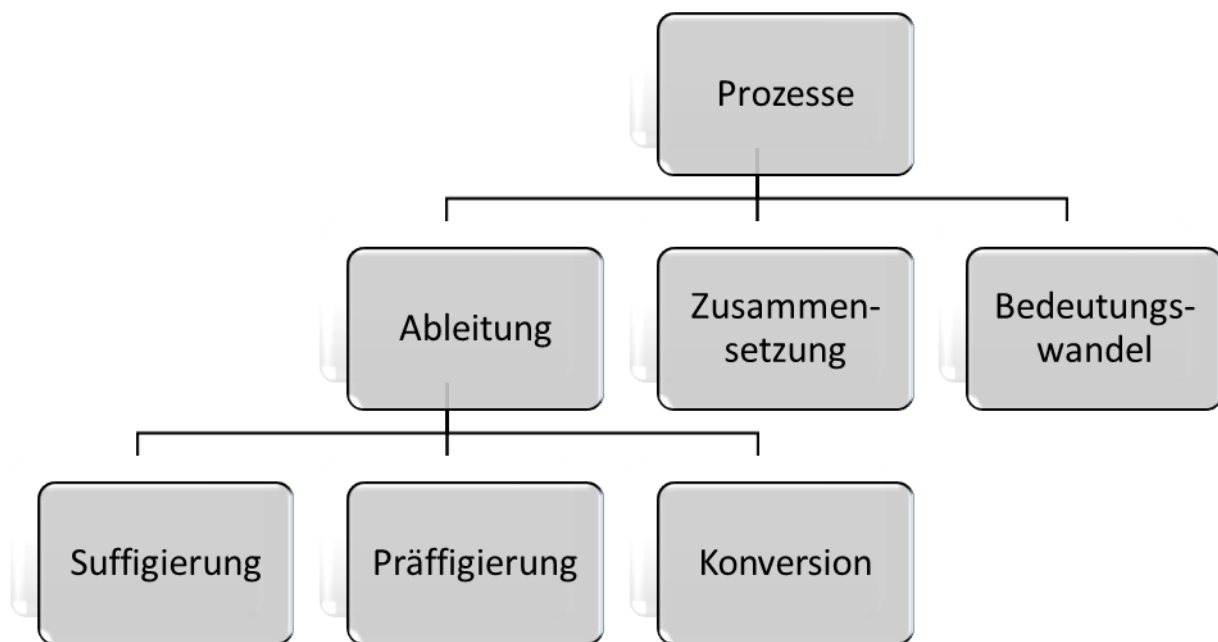 Prozesse
Ableitung
Zusammen-
setzung
Bedeutungs-
wandel
Suffigierung
Präffigierung
Konversion